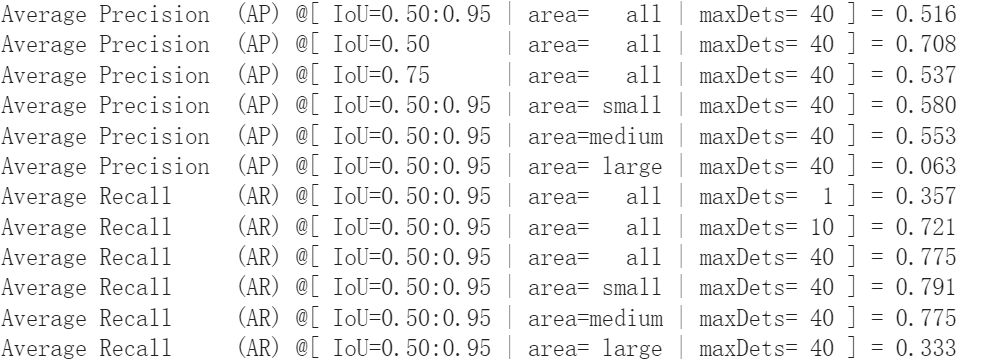 Average Precision  (AP) @[ IoU=0.50:0.95 | area=   all | maxDets= 40 ] = 0.516
Average Precision  (AP) @[ IoU=0.50      | area=   all | maxDets= 40 ] = 0.708
Average Precision  (AP) @[ IoU=0.75      | area=   all | maxDets= 40 ] = 0.537
Average Precision  (AP) @[ IoU=0.50:0.95 | area= small | maxDets= 40 ] = 0.580
Average Precision  (AP) @[ IoU=0.50:0.95 | area=medium | maxDets= 40 ] = 0.553
Average Precision  (AP) @[ IoU=0.50:0.95 | area= large | maxDets= 40 ] = 0.063
Average Recall     (AR) @[ IoU=0.50:0.95 | area=   all | maxDets=  1 ] = 0.357
Average Recall     (AR) @[ IoU=0.50:0.95 | area=   all | maxDets= 10 ] = 0.721
Average Recall     (AR) @[ IoU=0.50:0.95 | area=   all | maxDets= 40 ] = 0.775
Average Recall     (AR) @[ IoU=0.50:0.95 | area= small | maxDets= 40 ] = 0.791
Average Recall     (AR) @[ IoU=0.50:0.95 | area=medium | maxDets= 40 ] = 0.775
Average Recall     (AR) @[ IoU=0.50:0.95 | area= large | maxDets= 40 ] = 0.333